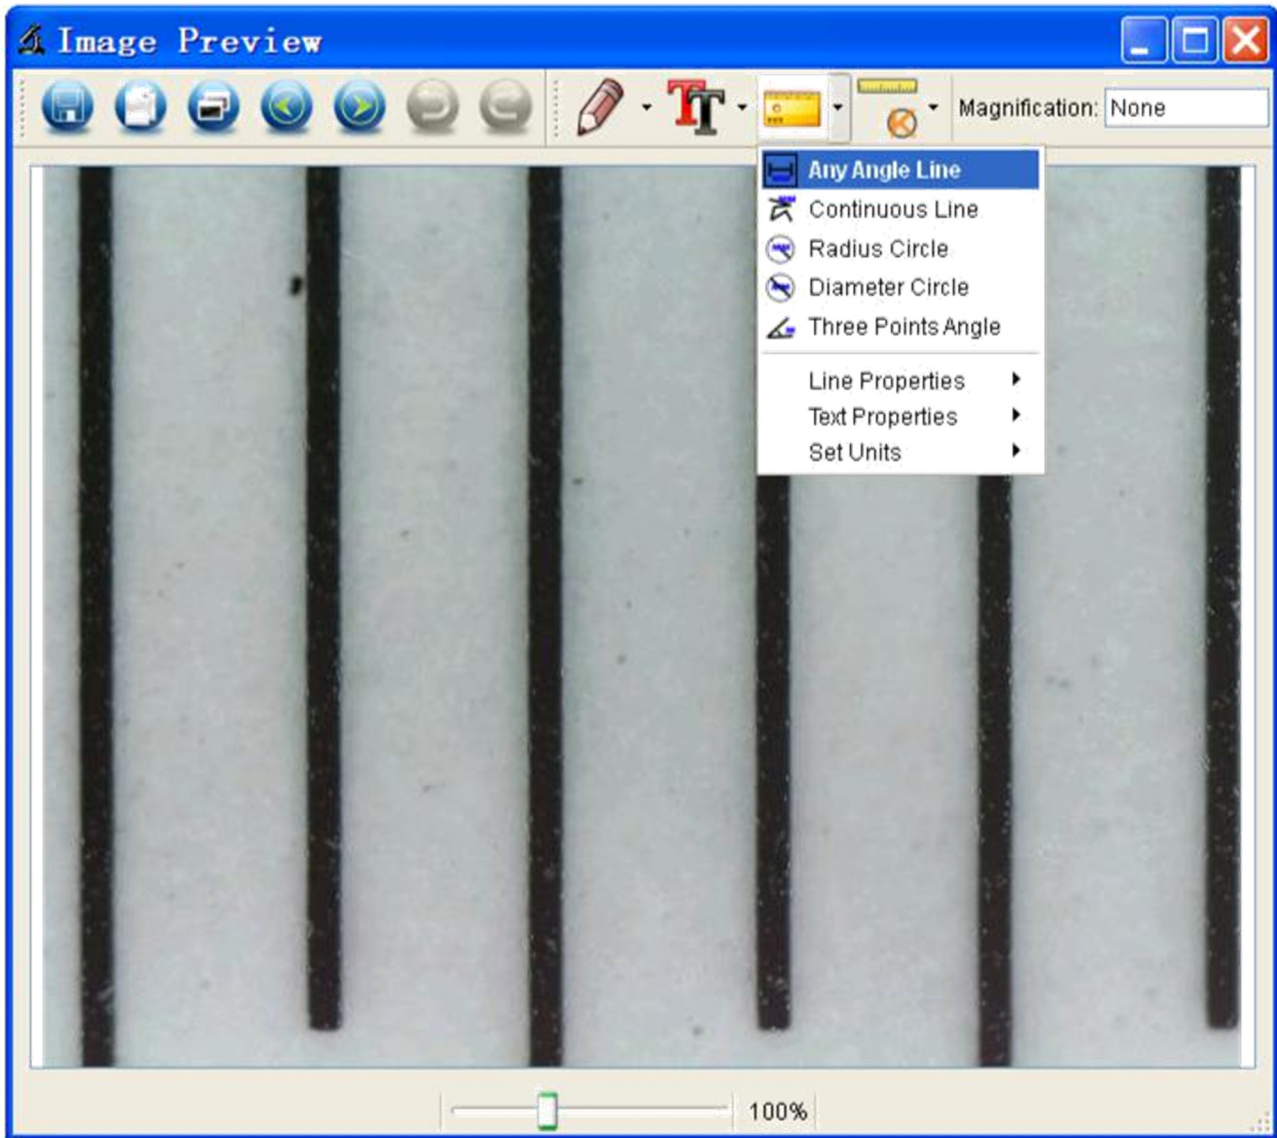 Image Preview
Magnification: None
Any Angle Line
Continuous Line
Radius Circle
Diameter Circle
Three Points Angle
Line Properties
Text Properties
Set Units
100%